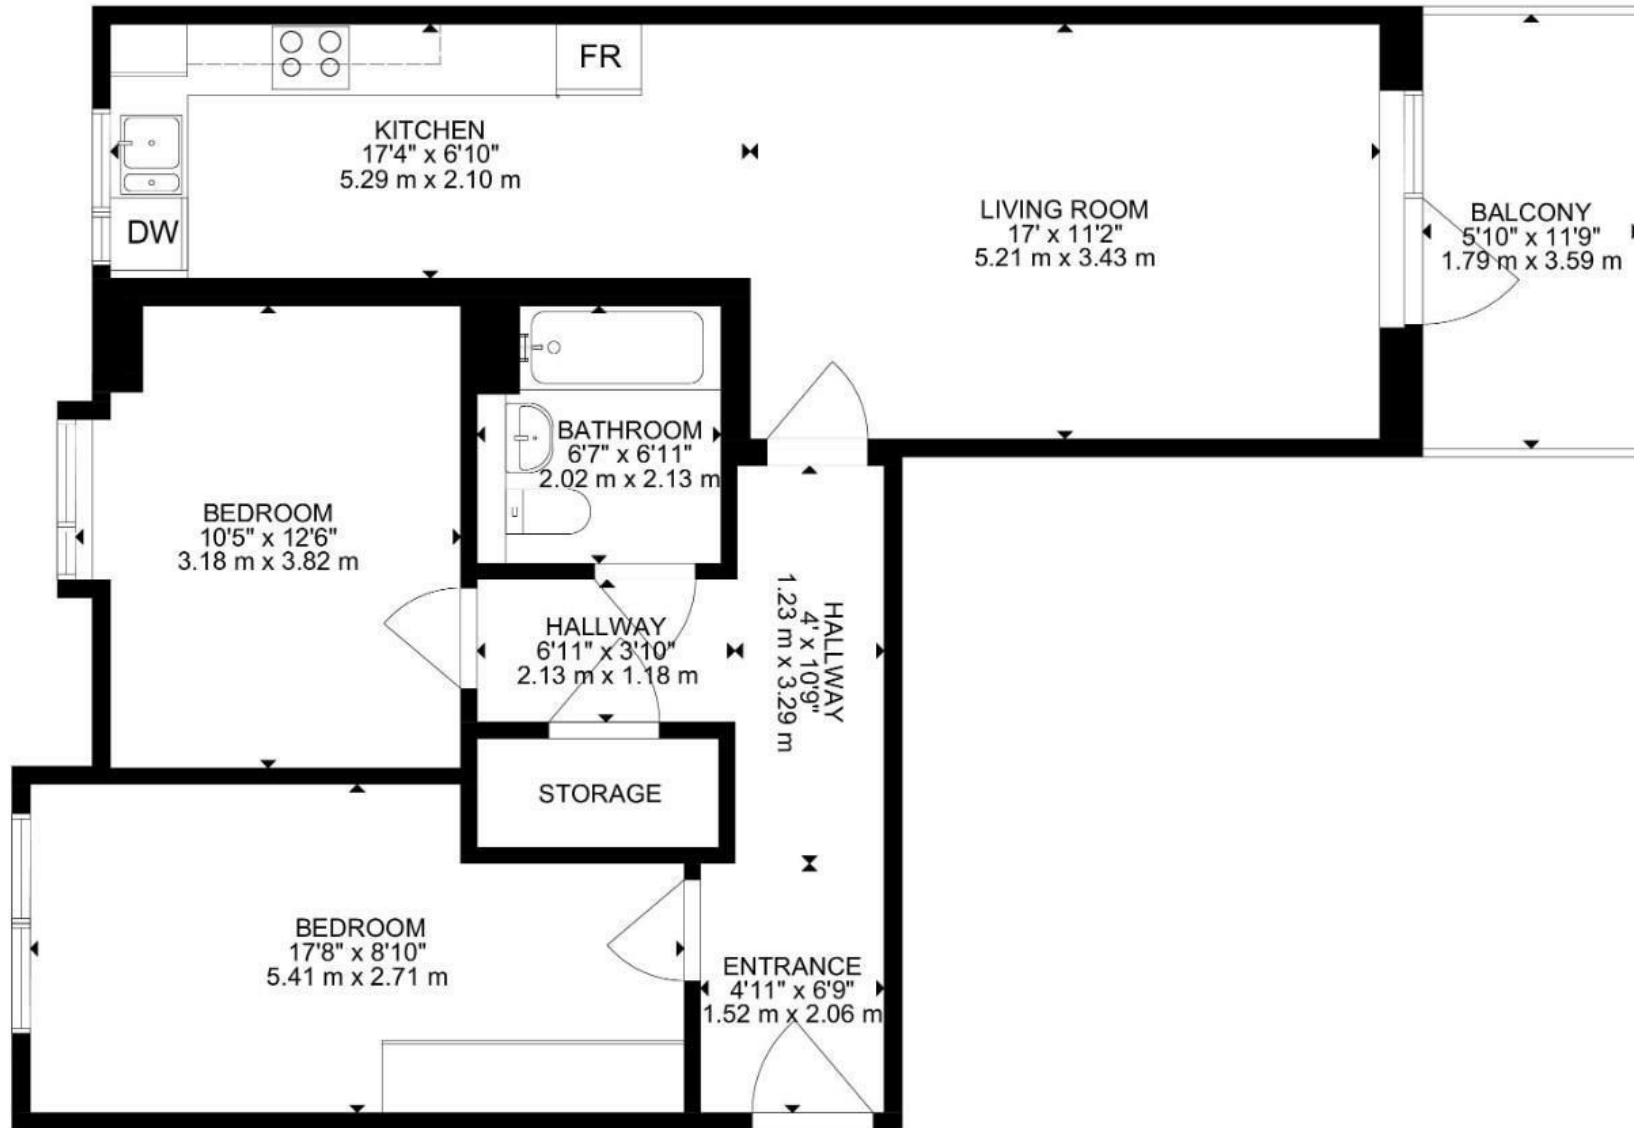 FR
KITCHEN
17'4" x 6'10"
5.29 m x 2.10 m
DW
LIVING ROOM
17' x 11'2"
5.21 m x 3.43 m
BALCONY
5'10" x 11'9"
1.79 m x 3.59 m
BATHROOM
6'7" x 6'11"
2.02 m x 2.13 m
BEDROOM
10'5" x 12'6"
3.18 m x 3.82 m
HALLWAY
6'11" x 3'10"
2.13 m x 1.18 m
HALLWAY
4' x 10'9"
1.23 m x 3.29 m
STORAGE
BEDROOM
17'8" x 8'10"
5.41 m x 2.71 m
ENTRANCE
4'11" x 6'9"
1.52 m x 2.06 m